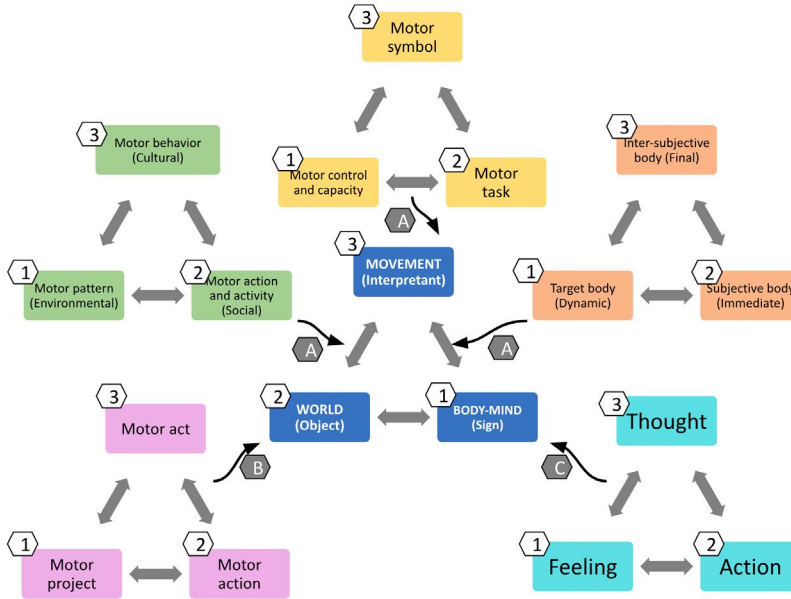 3
Motor
symbol
1
Motor control
and capacity
2
Motor
task
A
3
Motor behavior
(Cultural)
1
Motor pattern
(Environmental)
2
Motor action
and activity
(Social)
A
3
Inter-subjective
body (Final)
1
Target body
(Dynamic)
2
Subjective body
(Immediate)
A
3
MOVEMENT
(Interpretant)
2
WORLD
(Object)
1
BODY-MIND
(Sign)
3
Motor act
1
Motor
project
2
Motor
action
B
3
Thought
1
Feeling
2
Action
C